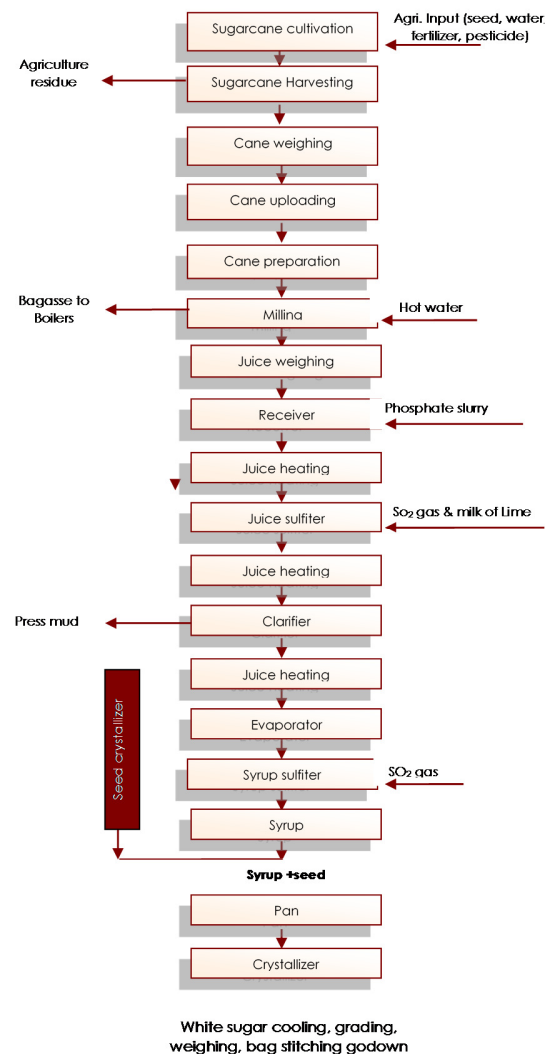 Sugarcane cultivation
Agri. Input (seed, water,
fertilizer, pesticide)
Agriculture
residue
Sugarcane Harvesting
Cane weighing
Cane uploading
Cane preparation
Bagasse to
Boilers
Millina
Hot water
Juice weighing
Receiver
Phosphate slurry
Juice heating
Juice sulfiter
So₂ gas & milk of Lime
Juice heating
Press mud
Clarifier
Juice heating
Seed crystallizer
Evaporator
Syrup sulfiter
SO₂ gas
Syrup
Syrup +seed
Pan
Crystallizer
White sugar cooling, grading,
weighing, bag stitching godown